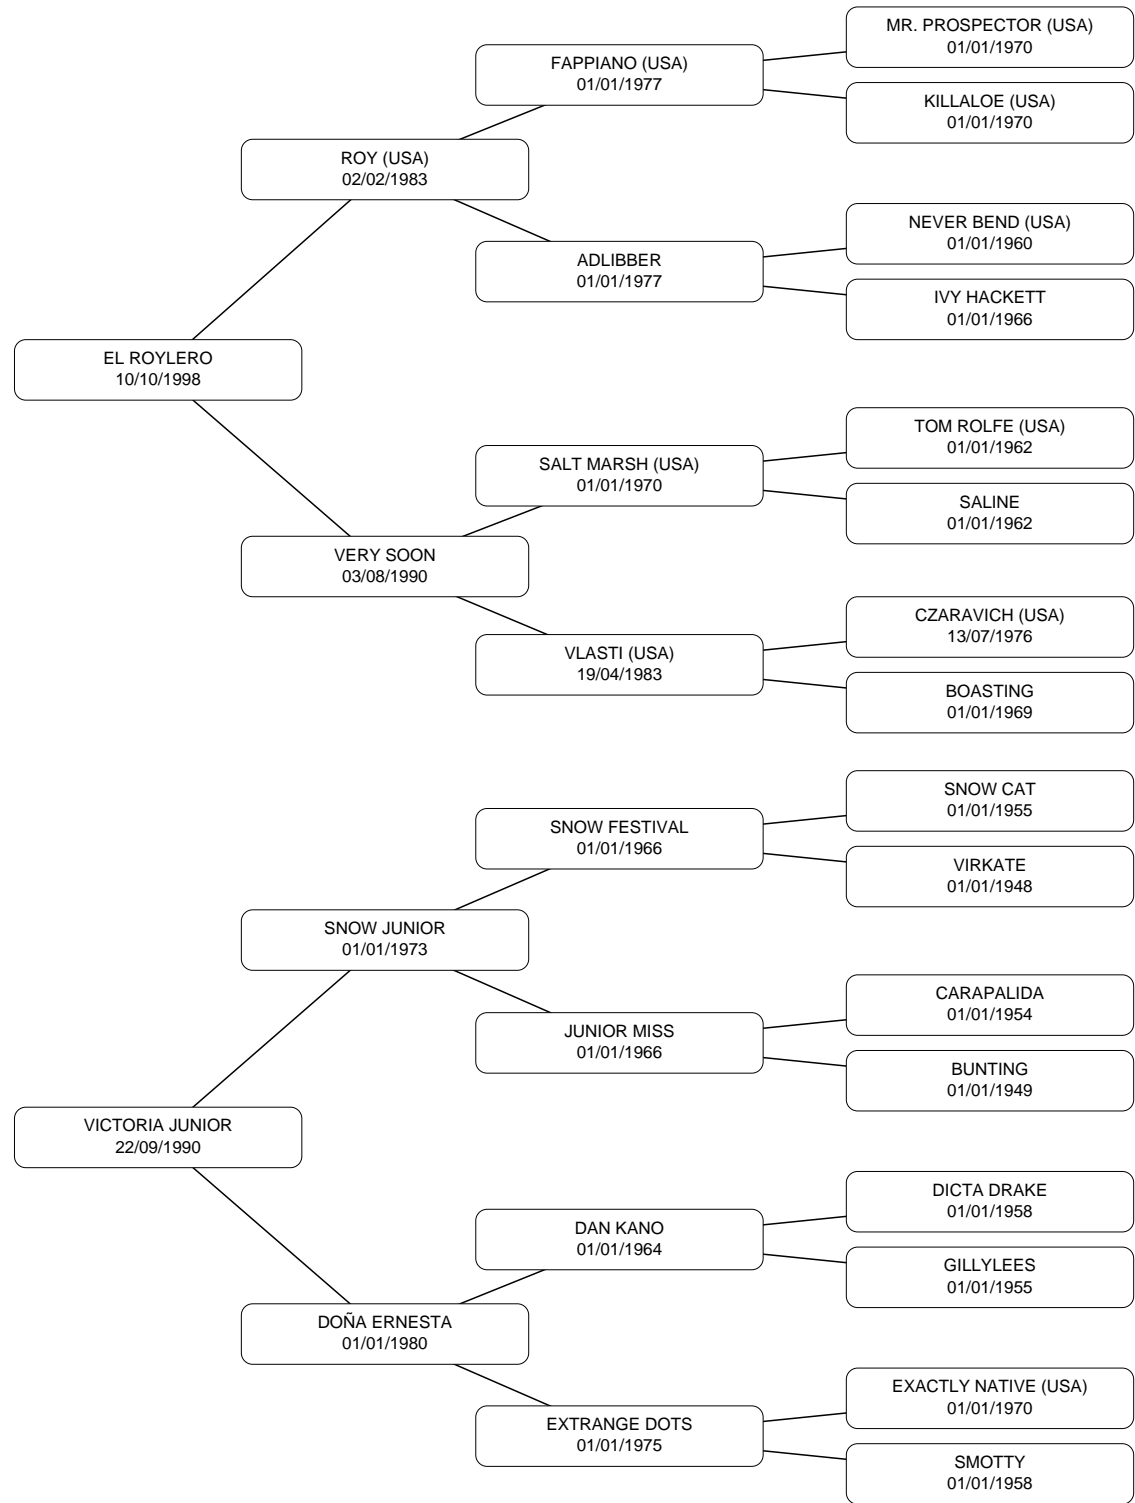 MR. PROSPECTOR (USA)
01/01/1970
FAPPIANO (USA)
01/01/1977
KILLALOE (USA)
01/01/1970
ROY (USA)
02/02/1983
NEVER BEND (USA)
01/01/1960
ADLIBBER
01/01/1977
IVY HACKETT
01/01/1966
EL ROYLERO
10/10/1998
TOM ROLFE (USA)
01/01/1962
SALT MARSH (USA)
01/01/1970
SALINE
01/01/1962
VERY SOON
03/08/1990
CZARAVICH (USA)
13/07/1976
VLASTI (USA)
19/04/1983
BOASTING
01/01/1969
SNOW CAT
01/01/1955
SNOW FESTIVAL
01/01/1966
VIRKATE
01/01/1948
SNOW JUNIOR
01/01/1973
CARAPALIDA
01/01/1954
JUNIOR MISS
01/01/1966
BUNTING
01/01/1949
VICTORIA JUNIOR
22/09/1990
DICTA DRAKE
01/01/1958
DAN KANO
01/01/1964
GILLYLEES
01/01/1955
DOÑA ERNESTA
01/01/1980
EXACTLY NATIVE (USA)
01/01/1970
EXTRANGE DOTS
01/01/1975
SMOTTY
01/01/1958